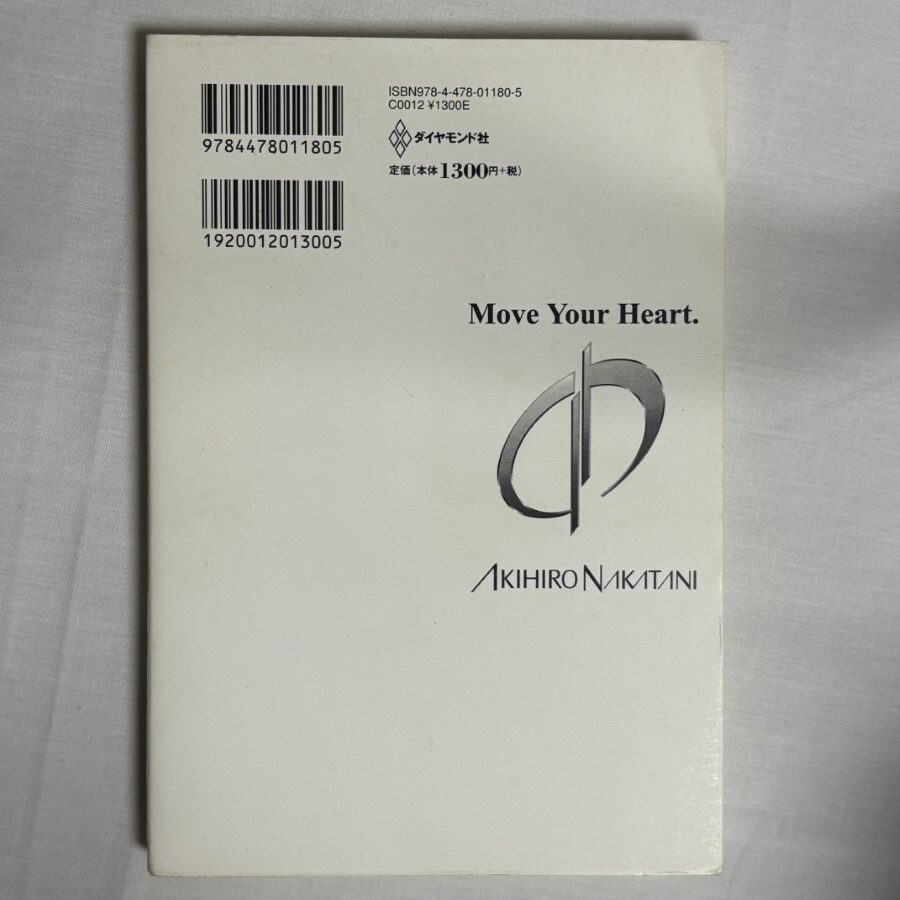 ISBN978-4-478-01180-5
C0012 ¥1300E
9784478011805
ダイヤモンド社
定価(本体1300円+税)
1920012013005
Move Your Heart.
AKIHIRO NAKATANI